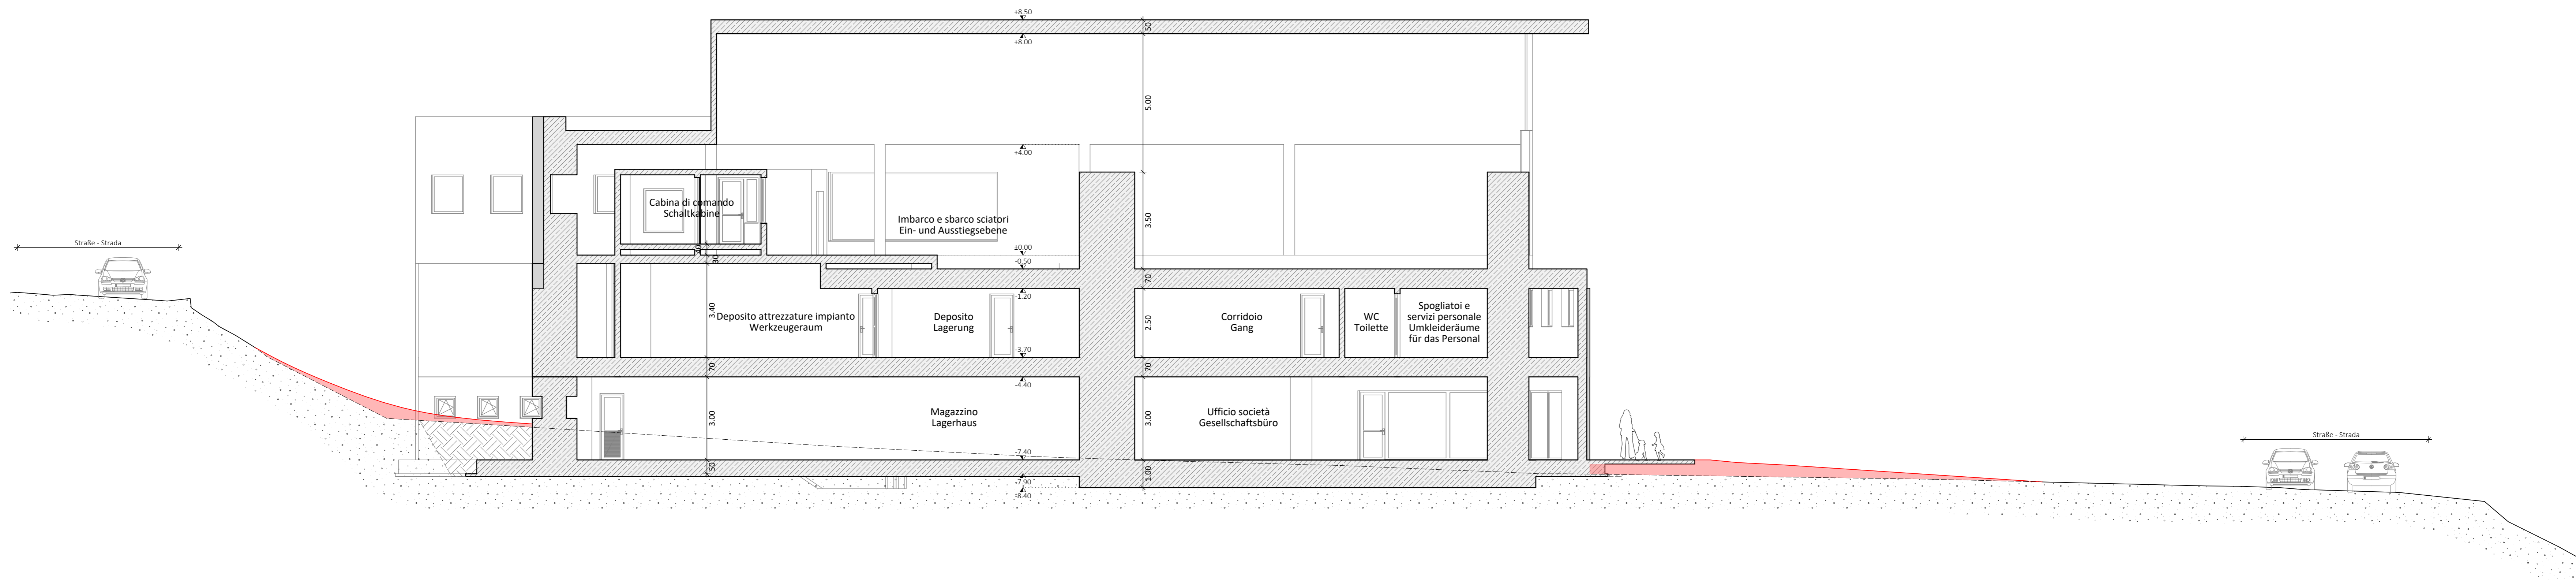 +8.50
50
+8.00
5.00
+4.00
Cabina di comando
Schaltkabine
Imbarco e sbarco sciatori
Ein- und Ausstiegsebene
3.50
Straße - Strada
±0.00
40
30
-0.50
70
-1.20
3.40
Deposito attrezzature impianto
Werkzeugeraum
Deposito
Lagerung
2.50
Corridoio
Gang
WC
Toilette
Spogliatoi e
servizi personale
Umkleideräume
für das Personal
-3.70
70
70
-4.40
3.00
Magazzino
Lagerhaus
3.00
Ufficio società
Gesellschaftsbüro
Straße - Strada
-7.40
50
1.00
-7.90
-8.40